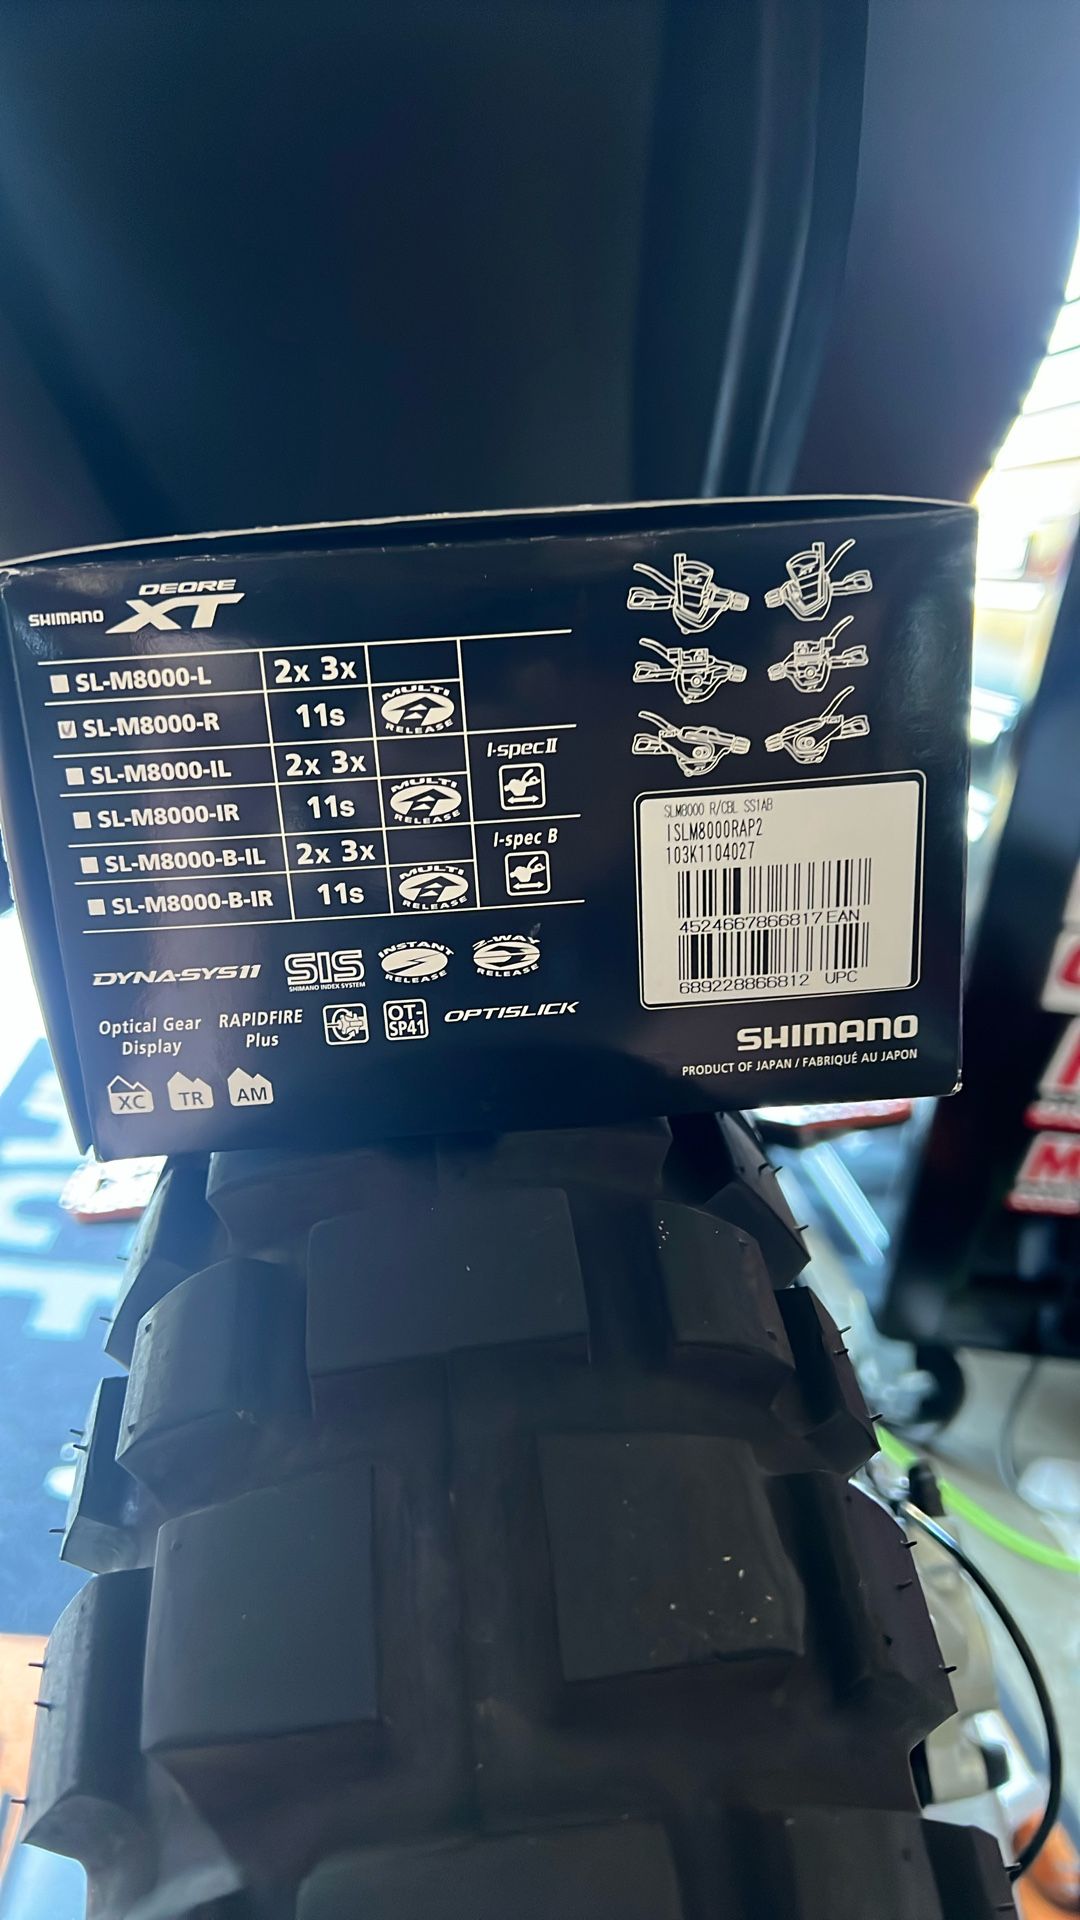 SHIMANO DEORE XT
SL-M8000-L 2x 3x
SL-M8000-R 11s MULTI RELEASE
SL-M8000-IL 2x 3x I-spec II
SL-M8000-IR 11s MULTI RELEASE
SL-M8000-B-IL 2x 3x I-spec B
SL-M8000-B-IR 11s MULTI RELEASE
DYNA-SYS11 SIS SHIMANO INDEX SYSTEM INSTANT RELEASE 2-WAY RELEASE
Optical Gear Display RAPIDFIRE Plus OT-SP41 OPTISLICK
XC TR AM
SLM8000 R/CBL SS1AB
ISLM8000RAP2
103K1104027
4524667866817 EAN
689228866812 UPC
SHIMANO
PRODUCT OF JAPAN / FABRIQUÉ AU JAPON